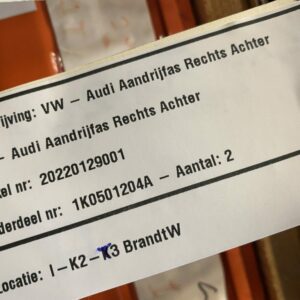 ijving: VW – Audi Aandrijfas Rechts Achter
– Audi Aandrijfas Rechts Achter
el nr: 20220129001
derdeel nr: 1K0501204A – Aantal: 2
Locatie: I–K2–K3 BrandtW